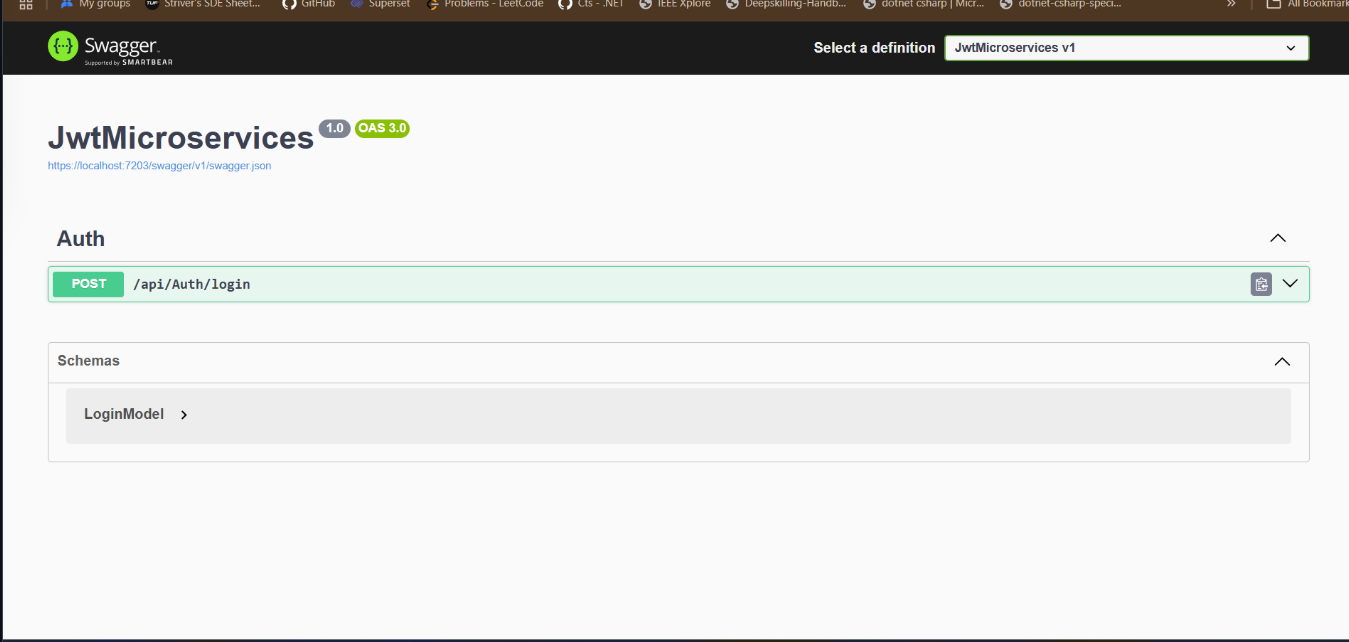 My groups Striver's SDE Sheet... GitHub Superset Problems - LeetCode Cts - .NET IEEE Xplore Deepskilling-Handb... dotnet csharp | Micr... dotnet-csharp-speci... » All Bookmark
Swagger
Supported by SMARTBEAR
Select a definition JwtMicroservices v1
JwtMicroservices 1.0 OAS 3.0
https://localhost:7203/swagger/v1/swagger.json
Auth
POST /api/Auth/login
Schemas
LoginModel